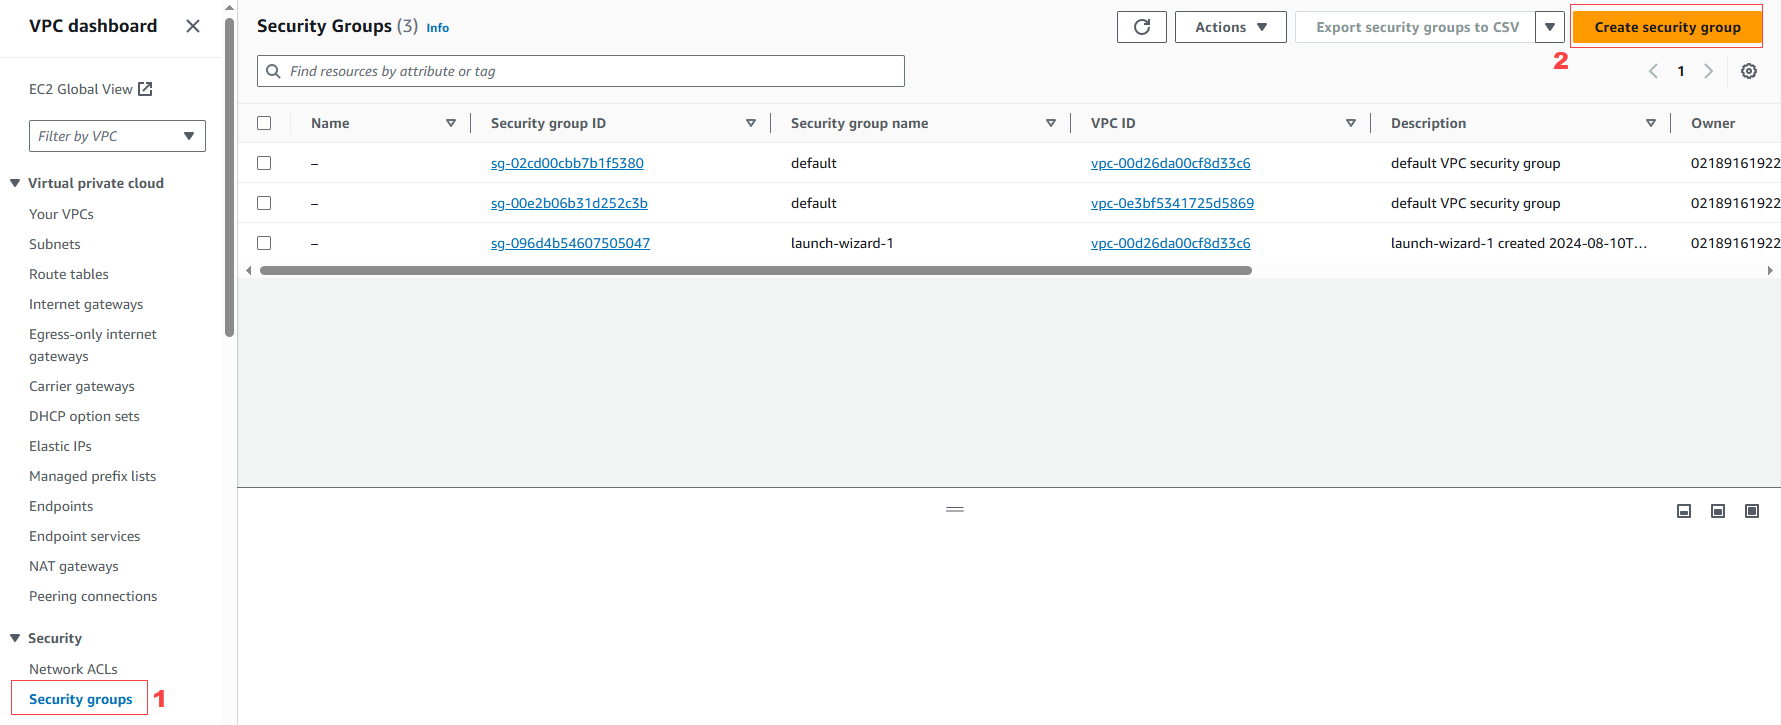 VPC dashboard
EC2 Global View
Filter by VPC
Virtual private cloud
Your VPCs
Subnets
Route tables
Internet gateways
Egress-only internet
gateways
Carrier gateways
DHCP option sets
Elastic IPs
Managed prefix lists
Endpoints
Endpoint services
NAT gateways
Peering connections
Security
Network ACLs
Security groups 1
Security Groups (3) Info
Actions
Export security groups to CSV
Create security group
2
Find resources by attribute or tag
1
Name Security group ID Security group name VPC ID Description Owner
– sg-02cd00cbb7b1f5380 default vpc-00d26da00cf8d33c6 default VPC security group 02189161922
– sg-00e2b06b31d252c3b default vpc-0e3bf5341725d5869 default VPC security group 02189161922
– sg-096d4b54607505047 launch-wizard-1 vpc-00d26da00cf8d33c6 launch-wizard-1 created 2024-08-10T... 02189161922